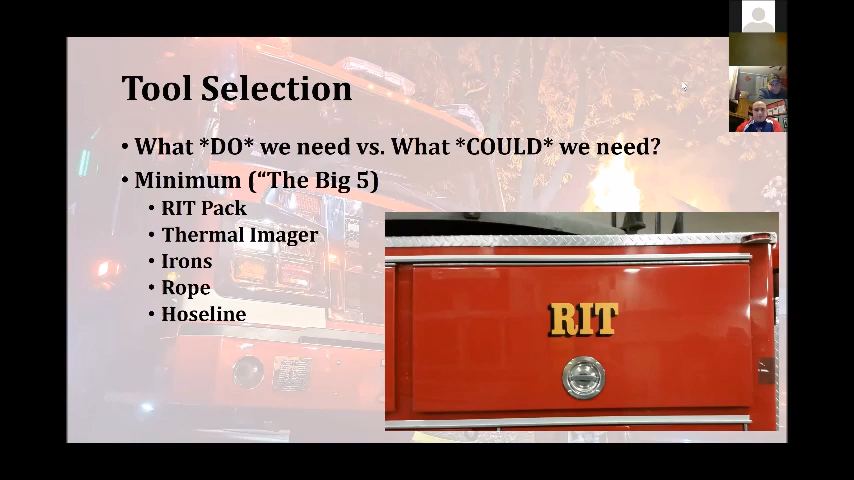 Tool Selection
• What *DO* we need vs. What *COULD* we need?
• Minimum (“The Big 5)
• RIT Pack
• Thermal Imager
• Irons
• Rope
• Hoseline
RIT